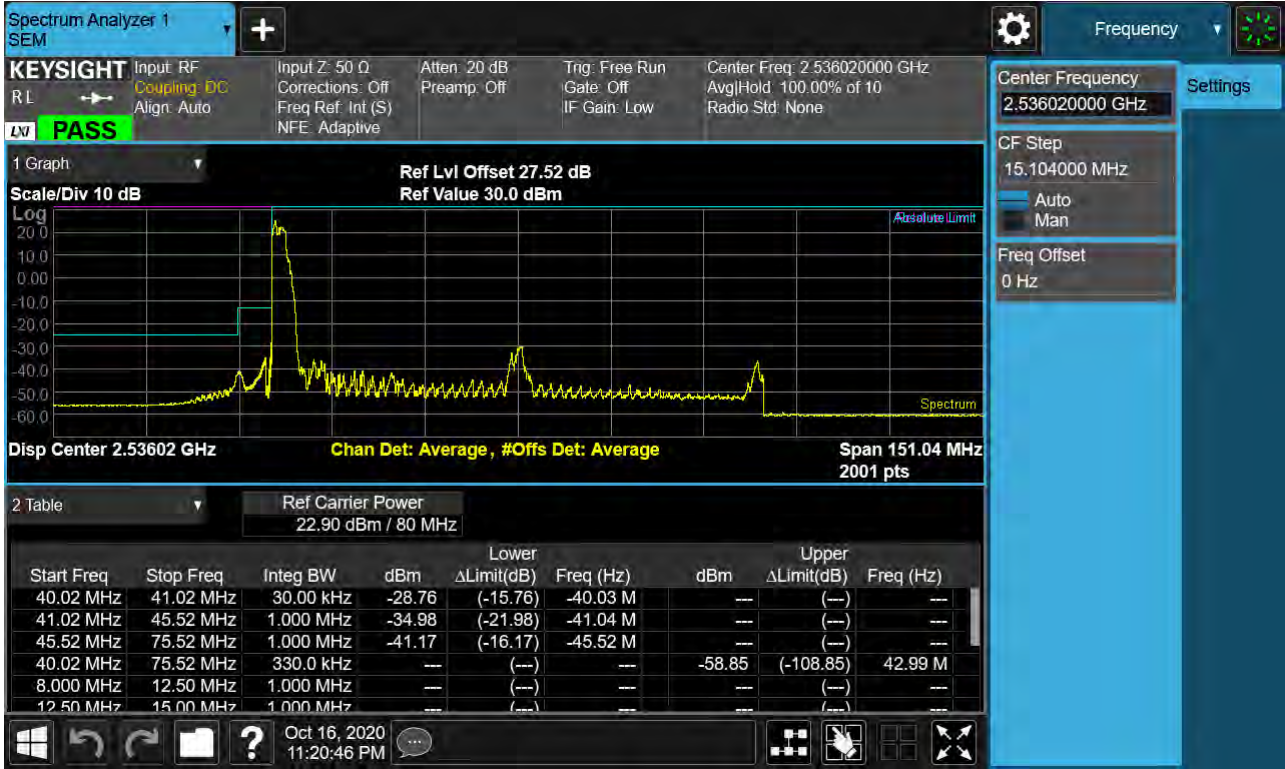 Spectrum Analyzer 1
SEM
Frequency
KEYSIGHT
R L
LXI
PASS
Input: RF
Coupling: DC
Align: Auto
Input Z: 50 Ω
Corrections: Off
Freq Ref: Int (S)
NFE: Adaptive
Atten: 20 dB
Preamp: Off
Trig: Free Run
Gate: Off
IF Gain: Low
Center Freq: 2.536020000 GHz
Avg|Hold: 100.00% of 10
Radio Std: None
Center Frequency
2.536020000 GHz
Settings
CF Step
15.104000 MHz
Auto
Man
Freq Offset
0 Hz
1 Graph
Scale/Div 10 dB
Ref Lvl Offset 27.52 dB
Ref Value 30.0 dBm
Log
Absolute Limit
20.0
10.0
0.00
-10.0
-20.0
-30.0
-40.0
-50.0
-60.0
Spectrum
Disp Center 2.53602 GHz
Chan Det: Average, #Offs Det: Average
Span 151.04 MHz
2001 pts
2 Table
Ref Carrier Power
22.90 dBm / 80 MHz
Lower Upper
Start Freq Stop Freq Integ BW dBm ΔLimit(dB) Freq (Hz) dBm ΔLimit(dB) Freq (Hz)
40.02 MHz 41.02 MHz 30.00 kHz -28.76 (-15.76) -40.03 M --- (---) ---
41.02 MHz 45.52 MHz 1.000 MHz -34.98 (-21.98) -41.04 M --- (---) ---
45.52 MHz 75.52 MHz 1.000 MHz -41.17 (-16.17) -45.52 M --- (---) ---
40.02 MHz 75.52 MHz 330.0 kHz --- (---) --- -58.85 (-108.85) 42.99 M
8.000 MHz 12.50 MHz 1.000 MHz --- (---) --- --- (---) ---
12.50 MHz 15.00 MHz 1.000 MHz --- (---) --- --- (---) ---
Oct 16, 2020
11:20:46 PM